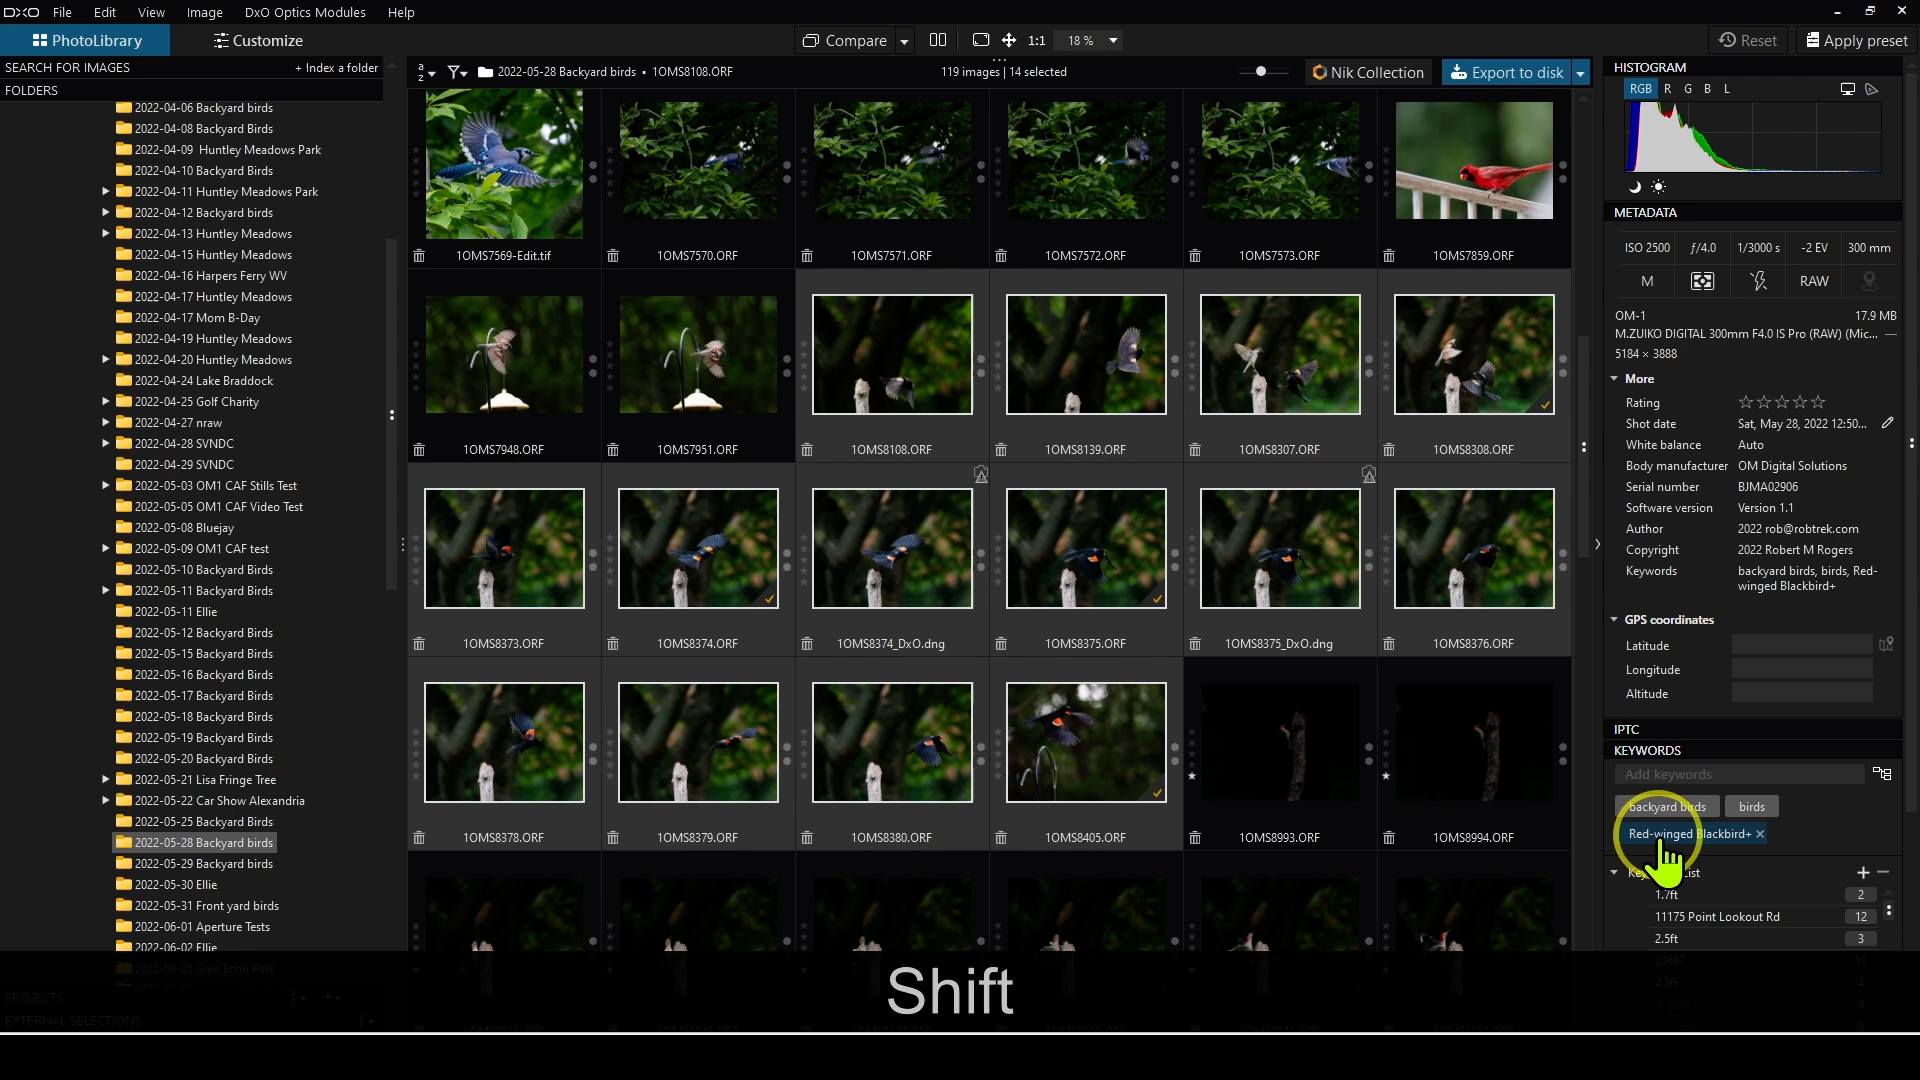 DXO File Edit View Image DxO Optics Modules Help
PhotoLibrary Customize Compare 1:1 18 % Reset Apply preset
SEARCH FOR IMAGES + Index a folder
2022-05-28 Backyard birds • 1OMS8108.ORF 119 images | 14 selected Nik Collection Export to disk
FOLDERS
2022-04-06 Backyard birds
2022-04-08 Backyard Birds
2022-04-09 Huntley Meadows Park
2022-04-10 Backyard Birds
2022-04-11 Huntley Meadows Park
2022-04-12 Backyard birds
2022-04-13 Huntley Meadows
2022-04-15 Huntley Meadows
2022-04-16 Harpers Ferry WV
2022-04-17 Huntley Meadows
2022-04-17 Mom B-Day
2022-04-19 Huntley Meadows
2022-04-20 Huntley Meadows
2022-04-24 Lake Braddock
2022-04-25 Golf Charity
2022-04-27 nraw
2022-04-28 SVNDC
2022-04-29 SVNDC
2022-05-03 OM1 CAF Stills Test
2022-05-05 OM1 CAF Video Test
2022-05-08 Bluejay
2022-05-09 OM1 CAF test
2022-05-10 Backyard Birds
2022-05-11 Backyard Birds
2022-05-11 Ellie
2022-05-12 Backyard Birds
2022-05-15 Backyard Birds
2022-05-16 Backyard Birds
2022-05-17 Backyard Birds
2022-05-18 Backyard Birds
2022-05-19 Backyard Birds
2022-05-20 Backyard Birds
2022-05-21 Lisa Fringe Tree
2022-05-22 Car Show Alexandria
2022-05-25 Backyard Birds
2022-05-28 Backyard birds
2022-05-29 Backyard birds
2022-05-30 Ellie
2022-05-31 Front yard birds
2022-06-01 Aperture Tests
2022-06-02 Ellie
2022-06-05 Glen Echo Park
PROJECTS
EXTERNAL SELECTIONS
1OMS7569-Edit.tif 1OMS7570.ORF 1OMS7571.ORF 1OMS7572.ORF 1OMS7573.ORF 1OMS7859.ORF
1OMS7948.ORF 1OMS7951.ORF 1OMS8108.ORF 1OMS8139.ORF 1OMS8307.ORF 1OMS8308.ORF
1OMS8373.ORF 1OMS8374.ORF 1OMS8374_DxO.dng 1OMS8375.ORF 1OMS8375_DxO.dng 1OMS8376.ORF
1OMS8378.ORF 1OMS8379.ORF 1OMS8380.ORF 1OMS8405.ORF 1OMS8993.ORF 1OMS8994.ORF
HISTOGRAM
RGB R G B L
METADATA
ISO 2500 ƒ/4.0 1/3000 s -2 EV 300 mm
M RAW
OM-1 17.9 MB
M.ZUIKO DIGITAL 300mm F4.0 IS Pro (RAW) (Mic...
5184 × 3888
More
Rating
Shot date Sat, May 28, 2022 12:50...
White balance Auto
Body manufacturer OM Digital Solutions
Serial number BJMA02906
Software version Version 1.1
Author 2022 rob@robtrek.com
Copyright 2022 Robert M Rogers
Keywords backyard birds, birds, Red-
winged Blackbird+
GPS coordinates
Latitude
Longitude
Altitude
IPTC
KEYWORDS
Add keywords
backyard birds birds
Red-winged Blackbird+ ×
1.7ft 2
11175 Point Lookout Rd 12
2.5ft 3
20687 12
4.5ft 4
0
Shift